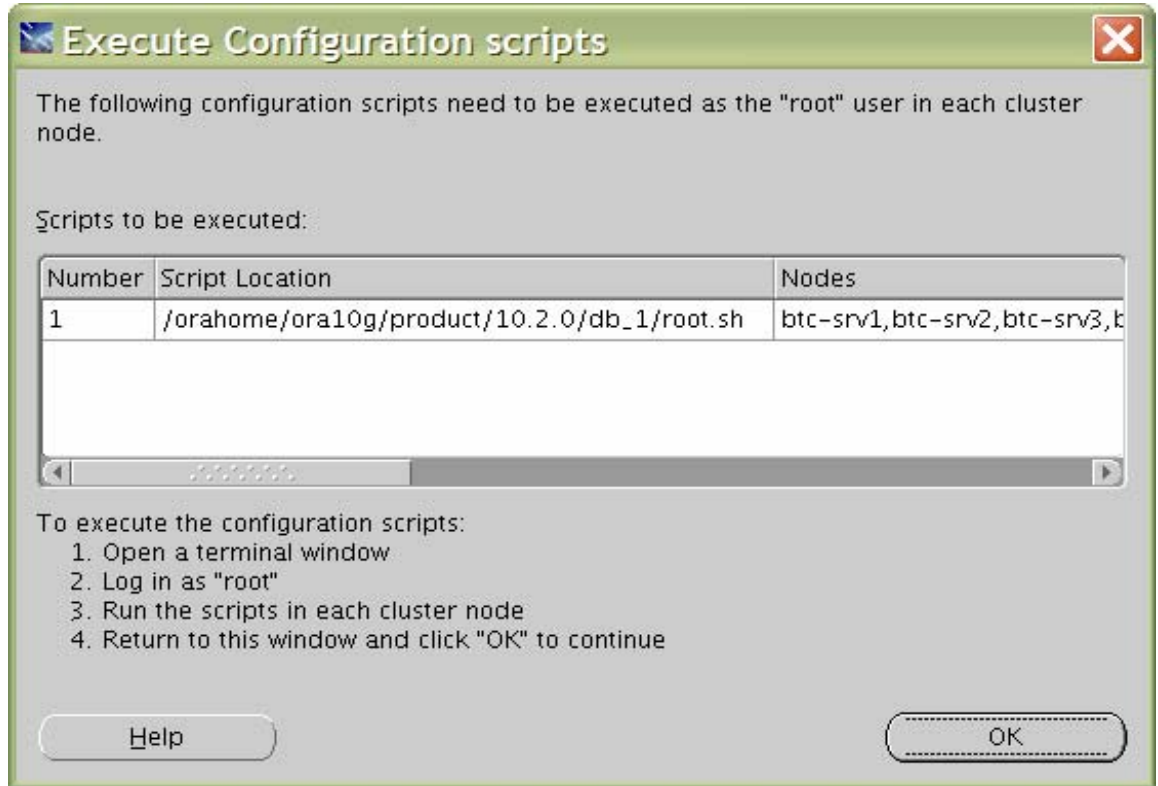 Execute Configuration scripts
The following configuration scripts need to be executed as the "root" user in each cluster
node.
Scripts to be executed:
Number Script Location Nodes
1 /orahome/ora10g/product/10.2.0/db_1/root.sh btc-srv1,btc-srv2,btc-srv3,b
To execute the configuration scripts:
1. Open a terminal window
2. Log in as "root"
3. Run the scripts in each cluster node
4. Return to this window and click "OK" to continue
Help OK